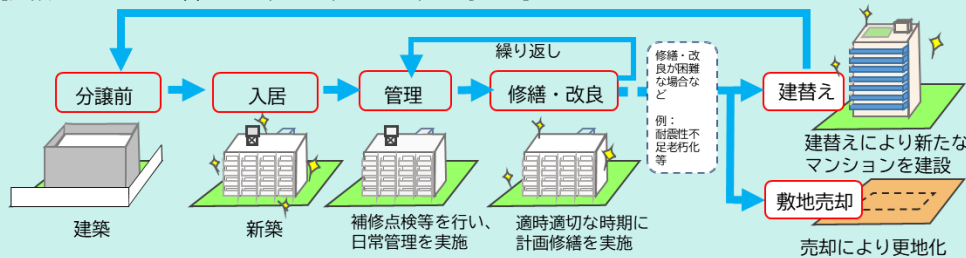 繰り返し
分譲前
入居
管理
修繕・改良
修繕・改
良が困難
な場合な
ど
例：
耐震性不
足老朽化
等
建替え
建替えにより新たな
マンションを建設
敷地売却
売却により更地化
建築
新築
補修点検等を行い、
日常管理を実施
適時適切な時期に
計画修繕を実施